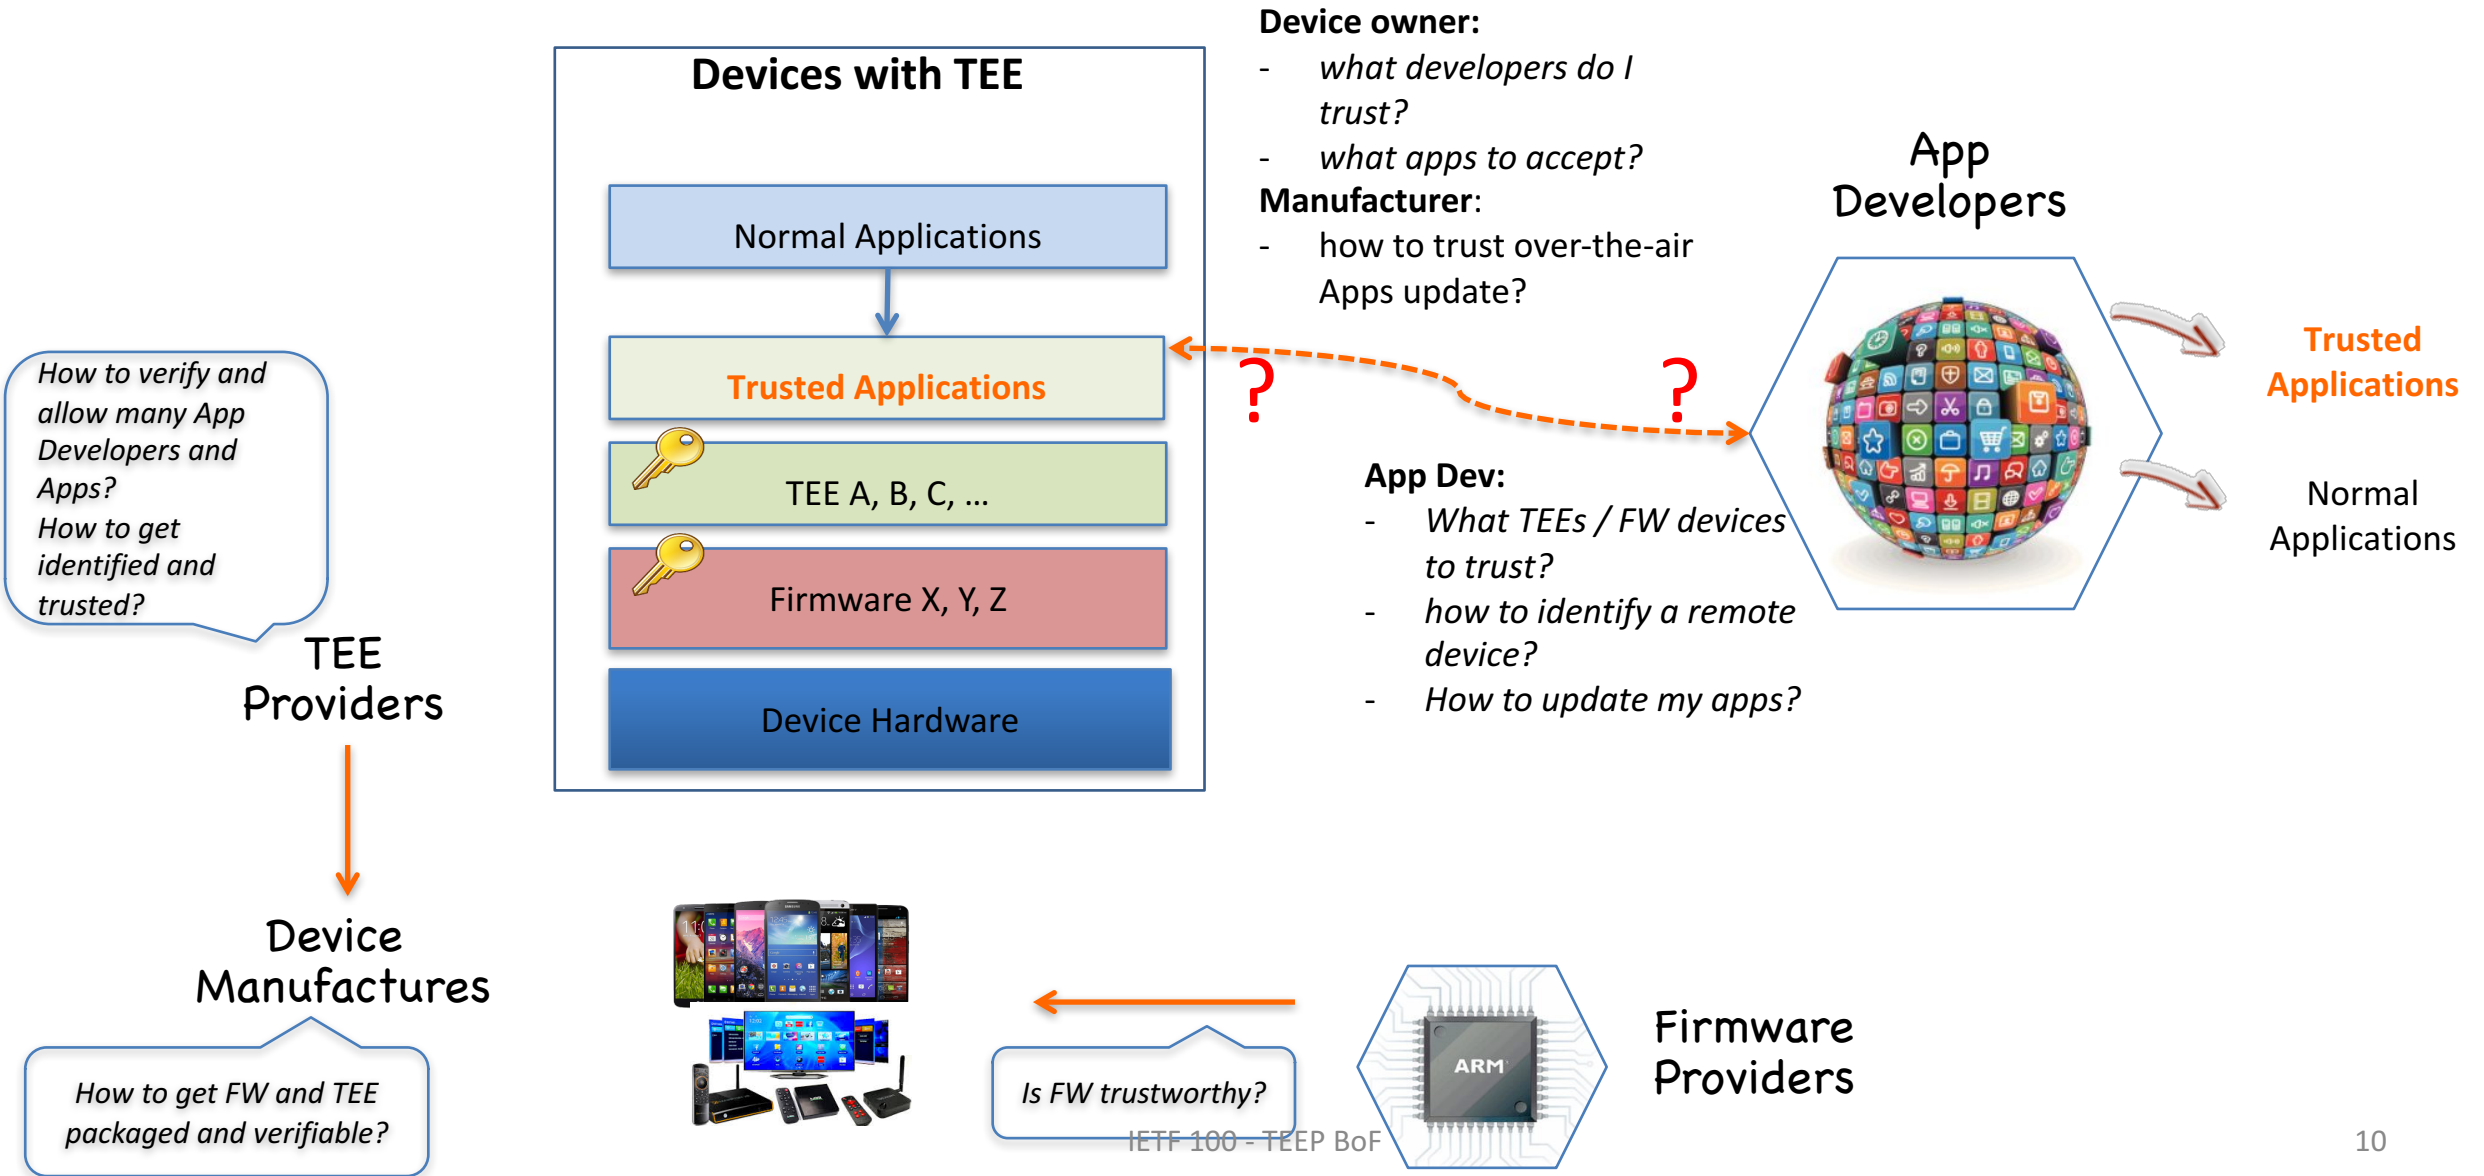 Devices with TEE
Normal Applications
Trusted Applications
TEE A, B, C, ...
Firmware X, Y, Z
Device Hardware
Device owner:
- what developers do I
trust?
- what apps to accept?
Manufacturer:
- how to trust over-the-air
Apps update?
?
?
App
Developers
Trusted
Applications
Normal
Applications
App Dev:
- What TEEs / FW devices
to trust?
- how to identify a remote
device?
- How to update my apps?
How to verify and
allow many App
Developers and
Apps?
How to get
identified and
trusted?
TEE
Providers
Device
Manufactures
How to get FW and TEE
packaged and verifiable?
Is FW trustworthy?
ARM
Firmware
Providers
IETF 100 - TEEP BoF
10